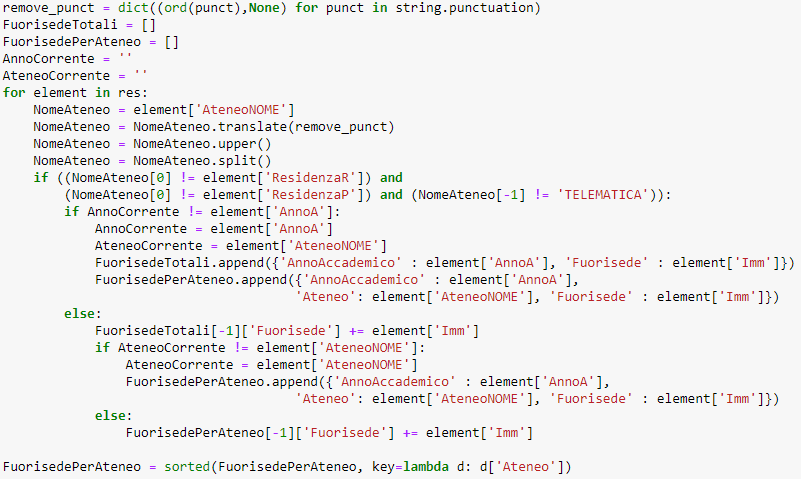 remove_punct = dict((ord(punct),None) for punct in string.punctuation)
FuorisedeTotali = []
FuorisedePerAteneo = []
AnnoCorrente = ''
AteneoCorrente = ''
for element in res:
    NomeAteneo = element['AteneoNOME']
    NomeAteneo = NomeAteneo.translate(remove_punct)
    NomeAteneo = NomeAteneo.upper()
    NomeAteneo = NomeAteneo.split()
    if ((NomeAteneo[0] != element['ResidenzaR']) and
        (NomeAteneo[0] != element['ResidenzaP']) and (NomeAteneo[-1] != 'TELEMATICA')):
        if AnnoCorrente != element['AnnoA']:
            AnnoCorrente = element['AnnoA']
            AteneoCorrente = element['AteneoNOME']
            FuorisedeTotali.append({'AnnoAccademico' : element['AnnoA'], 'Fuorisede' : element['Imm']})
            FuorisedePerAteneo.append({'AnnoAccademico' : element['AnnoA'],
                                       'Ateneo': element['AteneoNOME'], 'Fuorisede' : element['Imm']})
        else:
            FuorisedeTotali[-1]['Fuorisede'] += element['Imm']
            if AteneoCorrente != element['AteneoNOME']:
                AteneoCorrente = element['AteneoNOME']
                FuorisedePerAteneo.append({'AnnoAccademico' : element['AnnoA'],
                                       'Ateneo': element['AteneoNOME'], 'Fuorisede' : element['Imm']})
            else:
                FuorisedePerAteneo[-1]['Fuorisede'] += element['Imm']
FuorisedePerAteneo = sorted(FuorisedePerAteneo, key=lambda d: d['Ateneo'])